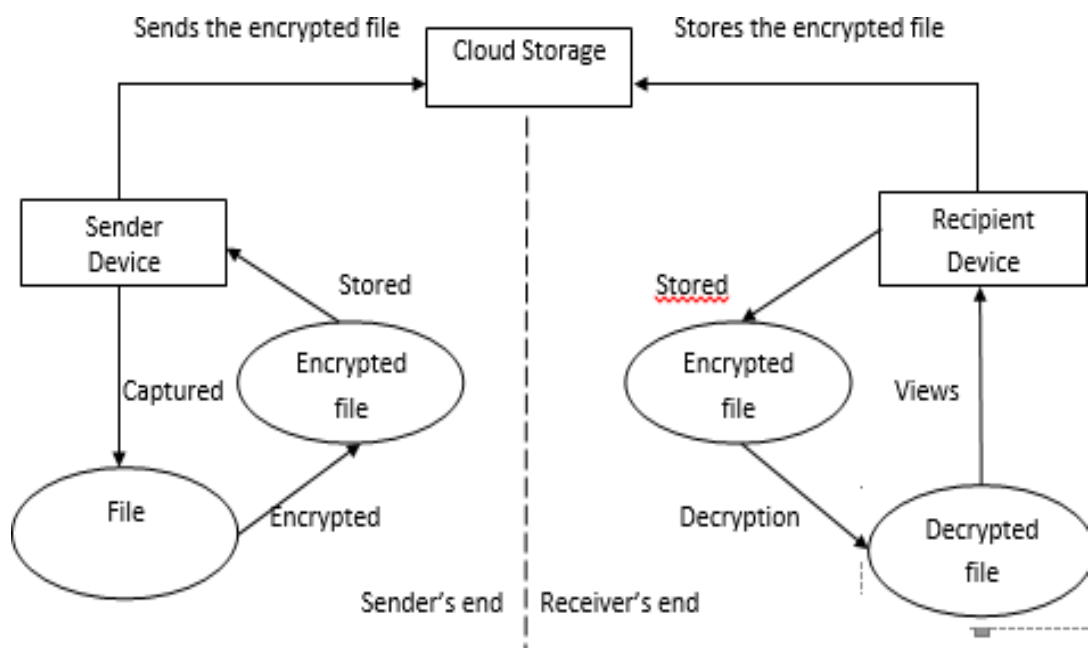 Sends the encrypted file
Stores the encrypted file
Cloud Storage
Sender
Device
Recipient
Device
Stored
Stored
Encrypted
file
Encrypted
file
Captured
Views
File
Encrypted
Decryption
Decrypted
file
Sender's end
Receiver's end